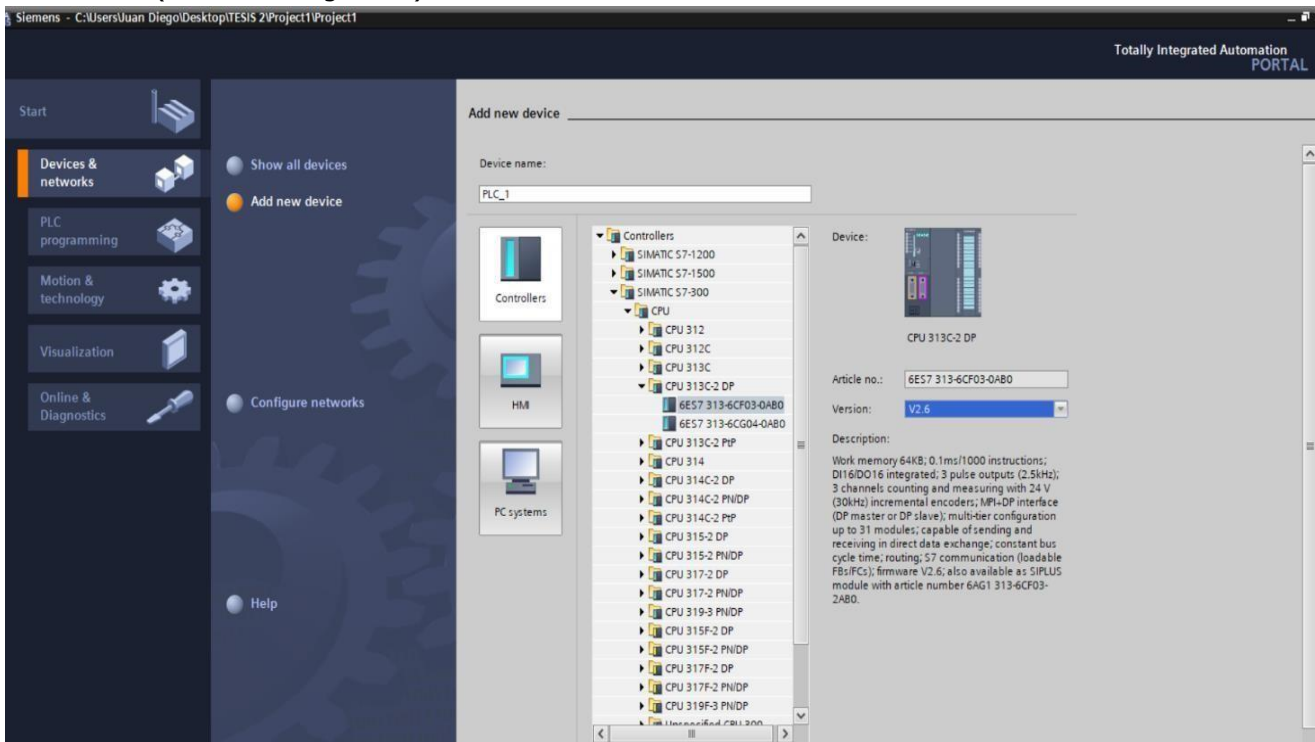 Siemens - C:\Users\Juan Diego\Desktop\TESIS 2\Project1\Project1
Totally Integrated Automation
PORTAL
Start
Devices &
networks
PLC
programming
Motion &
technology
Visualization
Online &
Diagnostics
Show all devices
Add new device
Configure networks
Help
Add new device
Device name:
PLC_1
Controllers
HMI
PC systems
Controllers
SIMATIC S7-1200
SIMATIC S7-1500
SIMATIC S7-300
CPU
CPU 312
CPU 312C
CPU 313C
CPU 313C-2 DP
6ES7 313-6CF03-0AB0
6ES7 313-6CG04-0AB0
CPU 313C-2 PtP
CPU 314
CPU 314C-2 DP
CPU 314C-2 PN/DP
CPU 314C-2 PtP
CPU 315-2 DP
CPU 315-2 PN/DP
CPU 317-2 DP
CPU 317-2 PN/DP
CPU 319-3 PN/DP
CPU 315F-2 DP
CPU 315F-2 PN/DP
CPU 317F-2 DP
CPU 317F-2 PN/DP
CPU 319F-3 PN/DP
Unspecified CPU 300
Device:
CPU 313C-2 DP
Article no.:
6ES7 313-6CF03-0AB0
Version:
V2.6
Description:
Work memory 64KB; 0.1ms/1000 instructions;
DI16/DO16 integrated; 3 pulse outputs (2.5kHz);
3 channels counting and measuring with 24 V
(30kHz) incremental encoders; MPI+DP interface
(DP master or DP slave); multi-tier configuration
up to 31 modules; capable of sending and
receiving in direct data exchange; constant bus
cycle time; routing; S7 communication (loadable
FBs/FCs); firmware V2.6; also available as SIPLUS
module with article number 6AG1 313-6CF03-
2AB0.